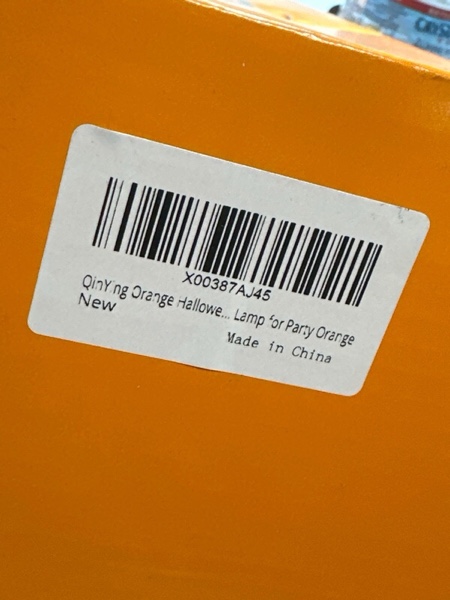 X00387AJ45
QinYing Orange Hallowe... Lamp for Party Orange
New
Made in China